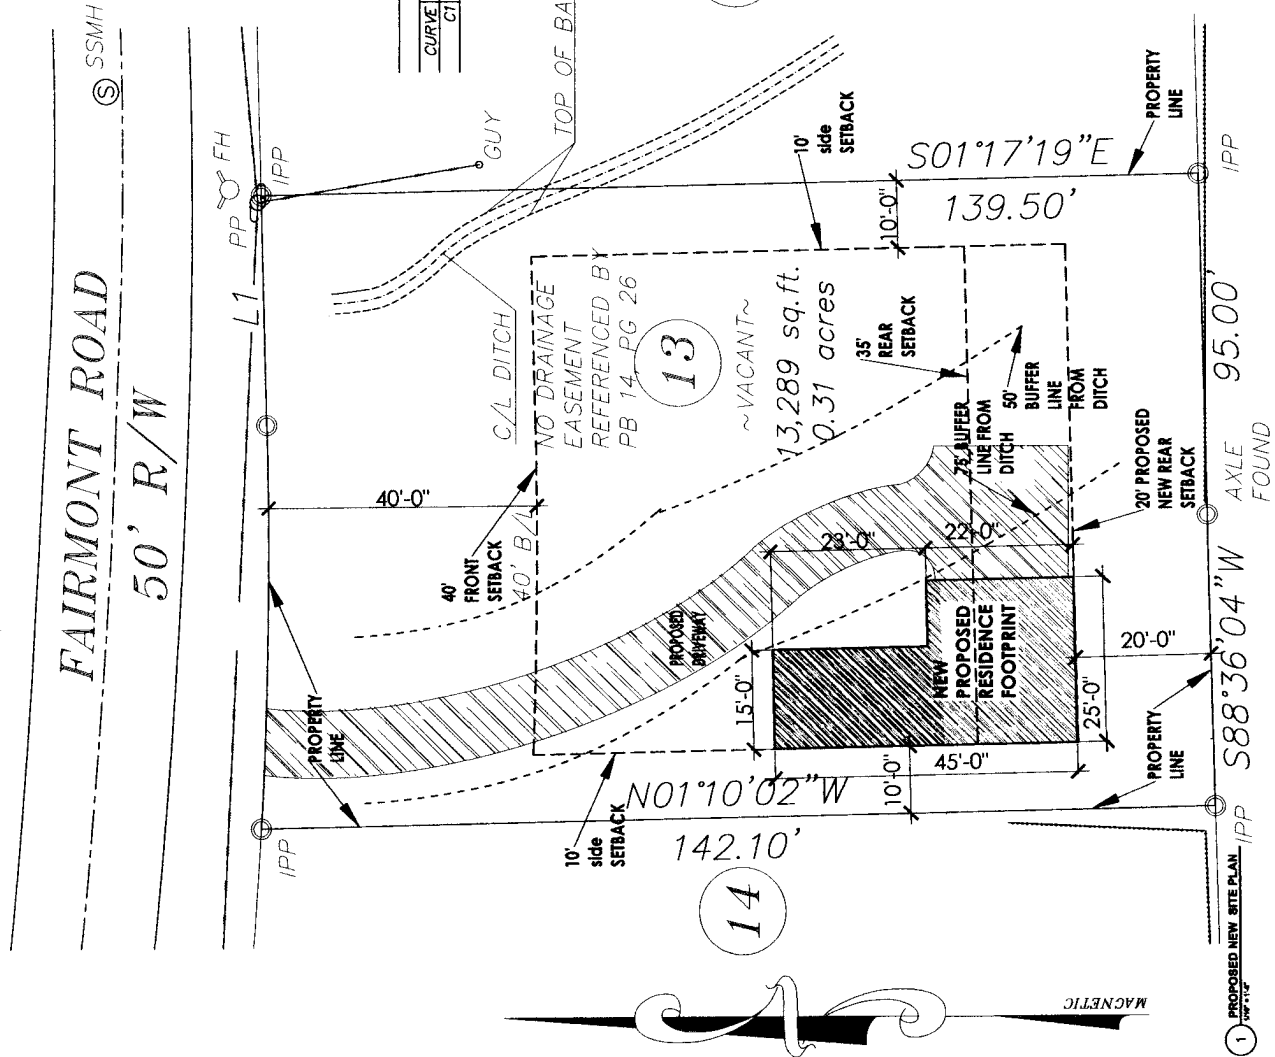 FAIRMONT ROAD
50' R/W
SSMH
S
FH
PP
IPP
L1
GUY
CURVE
C1
TOP OF BA
C/L DITCH
NO DRAINAGE
EASEMENT
REFERENCED BY
PB 14, PG 26
13
~VACANT~
13,289 sq.ft.
0.31 acres
10'
side
SETBACK
S01°17'19"E
139.50'
10'-0"
PROPERTY
LINE
IPP
35'
REAR
SETBACK
50'
BUFFER
LINE
FROM
DITCH
75' BUFFER
LINE FROM
DITCH
20' PROPOSED
NEW REAR
SETBACK
95.00'
AXLE
FOUND
S88°36'04"W
40'-0"
40'
FRONT
SETBACK
40' B/L
PROPOSED
DRIVEWAY
23'-0"
22'-0"
15'-0"
NEW
PROPOSED
RESIDENCE
FOOTPRINT
20'-0"
25'-0"
45'-0"
10'-0"
PROPERTY
LINE
PROPERTY
LINE
N01°10'02"W
142.10'
10'
side
SETBACK
IPP
IPP
14
MAGNETIC
1
PROPOSED NEW SITE PLAN